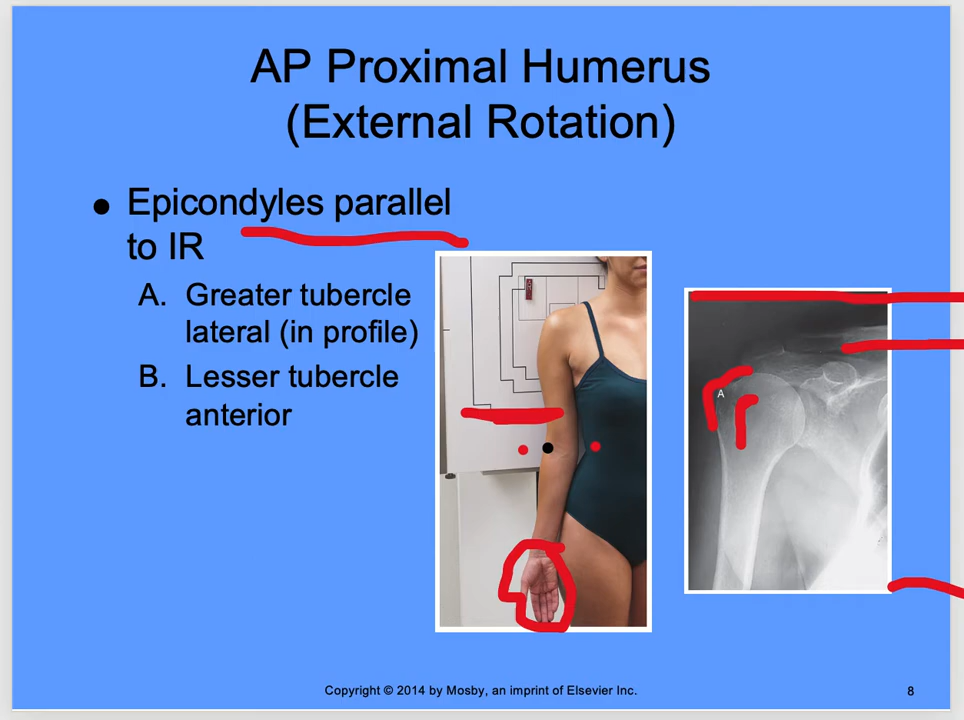 AP Proximal Humerus
(External Rotation)
● Epicondyles parallel
to IR
A. Greater tubercle
lateral (in profile)
B. Lesser tubercle
anterior
A
Copyright © 2014 by Mosby, an imprint of Elsevier Inc.
8